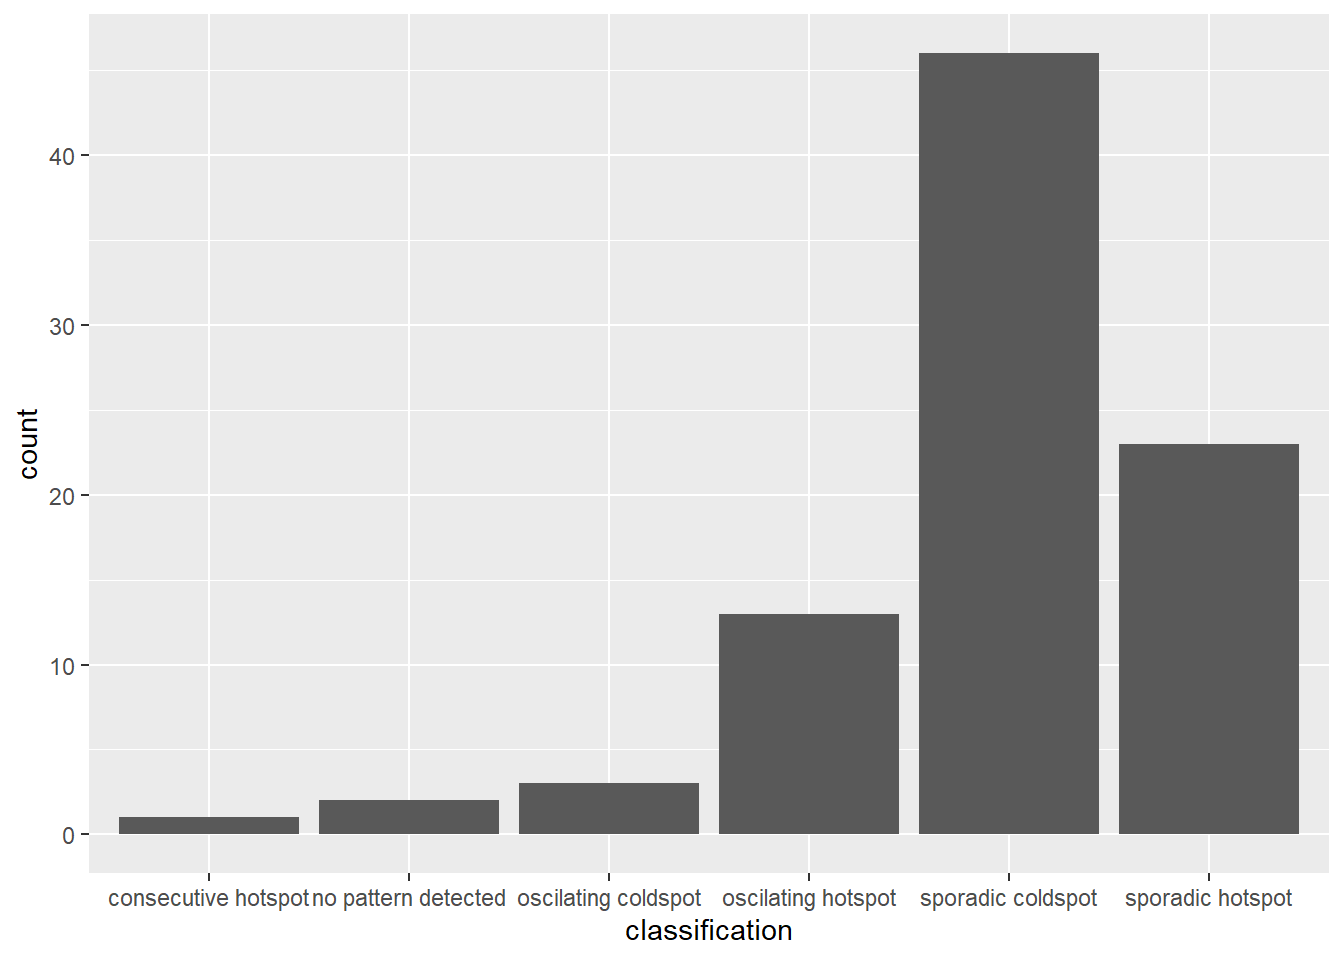 count
40
30
20
10
0
consecutive hotspot no pattern detected oscilating coldspot oscilating hotspot sporadic coldspot sporadic hotspot
classification